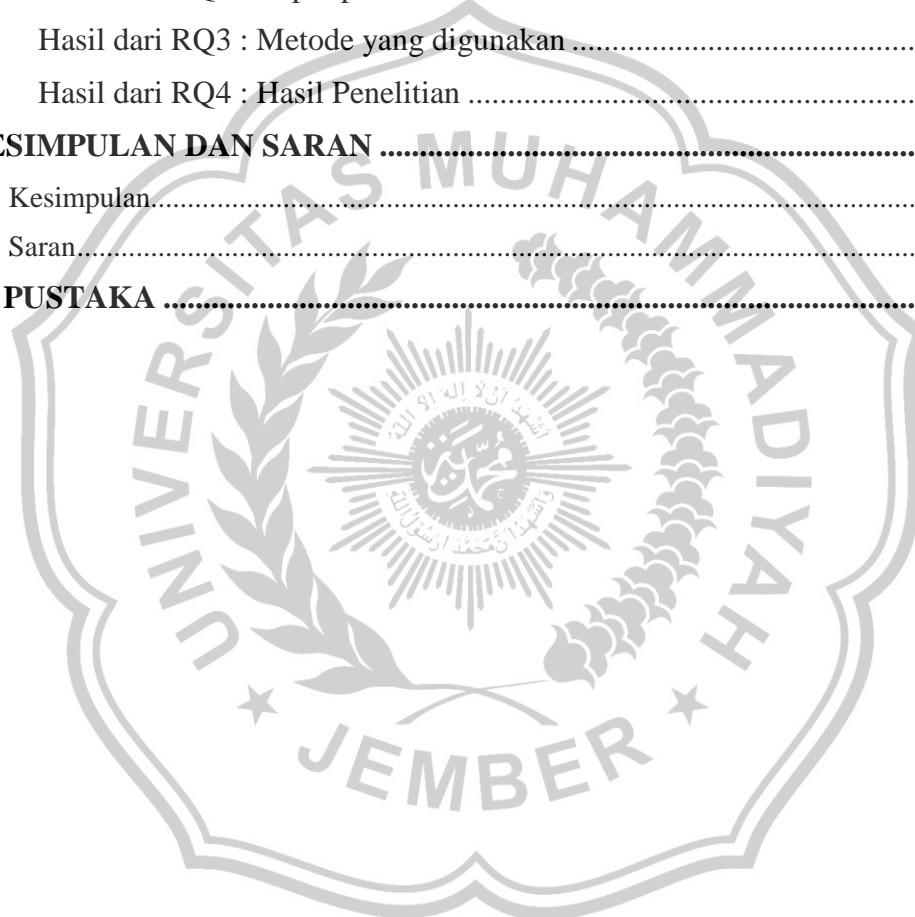 Hasil dari RQ3 : Metode yang digunakan ............................................
Hasil dari RQ4 : Hasil Penelitian .........................................................
ESIMPULAN DAN SARAN ...................................................................
Kesimpulan...................................................................................................
Saran.............................................................................................................
PUSTAKA ..............................................................................................
UNIVERSITAS MUHAMMADIYAH
JEMBER